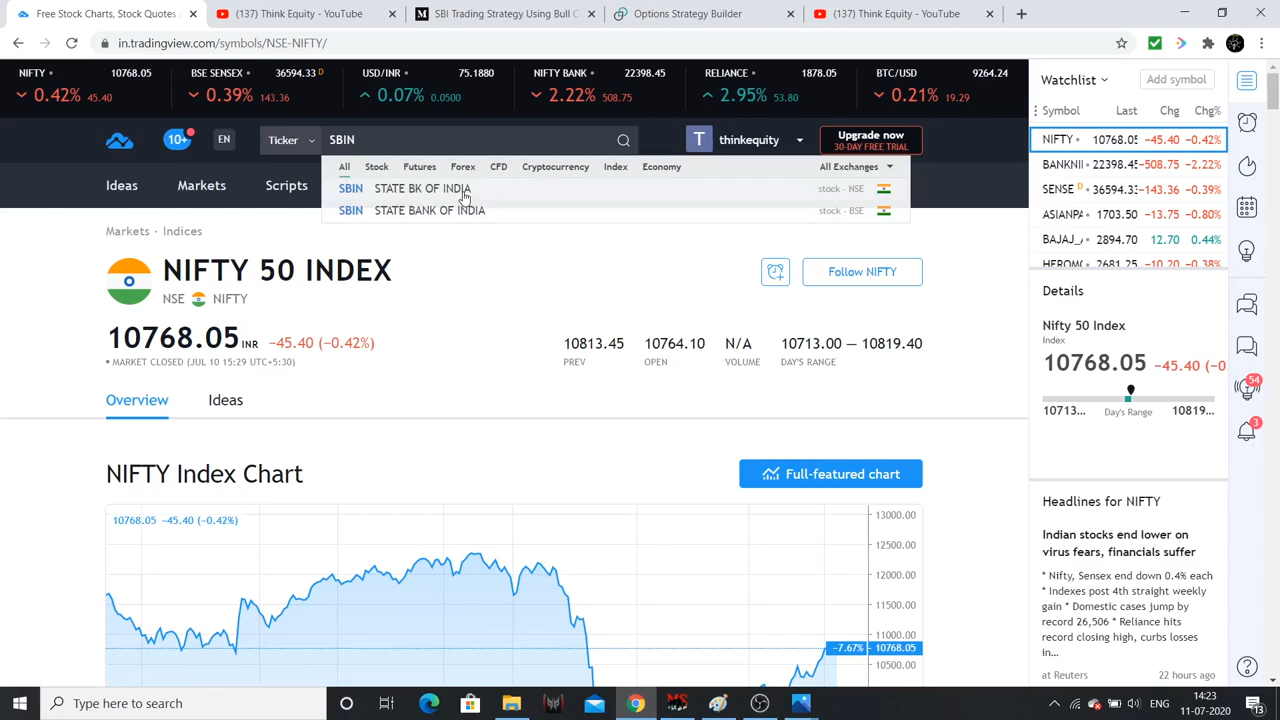 Free Stock Charts, Stock Quotes
(137) Think Equity - YouTube
SBI Trading Strategy Using Bull C
Options Strategy Builder
(137) Think Equity - YouTube
in.tradingview.com/symbols/NSE-NIFTY/
NIFTY 10768.05
0.42% 45.40
BSE SENSEX 36594.33 D
0.39% 143.36
USD/INR 75.1880
0.07% 0.0500
NIFTY BANK 22398.45
2.22% 508.75
RELIANCE 1878.05
2.95% 53.80
BTC/USD 9264.24
0.21% 19.29
10+
EN
Ticker
SBIN
T
thinkequity
Upgrade now
30-DAY FREE TRIAL
All Stock Futures Forex CFD Cryptocurrency Index Economy All Exchanges
SBIN STATE BK OF INDIA stock - NSE
SBIN STATE BANK OF INDIA stock - BSE
Ideas Markets Scripts
Markets · Indices
NIFTY 50 INDEX
NSE NIFTY
Follow NIFTY
10768.05 INR −45.40 (−0.42%)
• MARKET CLOSED (JUL 10 15:29 UTC+5:30)
10813.45 10764.10 N/A 10713.00 — 10819.40
PREV OPEN VOLUME DAY'S RANGE
Overview Ideas
NIFTY Index Chart
Full-featured chart
10768.05 −45.40 (−0.42%)
13000.00
12500.00
12000.00
11500.00
11000.00
−7.67% 10768.05
10500.00
Watchlist
Add symbol
Symbol Last Chg Chg%
NIFTY 10768.05 −45.40 −0.42%
BANKNI 22398.45 −508.75 −2.22%
SENSE D 36594.33 −143.36 −0.39%
ASIANPA 1703.50 −13.75 −0.80%
BAJAJ_ 2894.70 12.70 0.44%
HEROMO 2681.25 −10.20 −0.38%
Details
Nifty 50 Index
Index
10768.05 −45.40 (−0
10713... Day's Range 10819...
Headlines for NIFTY
Indian stocks end lower on
virus fears, financials suffer
* Nifty, Sensex end down 0.4% each
* Indexes post 4th straight weekly
gain * Domestic cases jump by
record 26,506 * Reliance hits
record closing high, curbs losses
in...
at Reuters 22 hours ago
54
3
Type here to search
ENG
14:23
11-07-2020
13